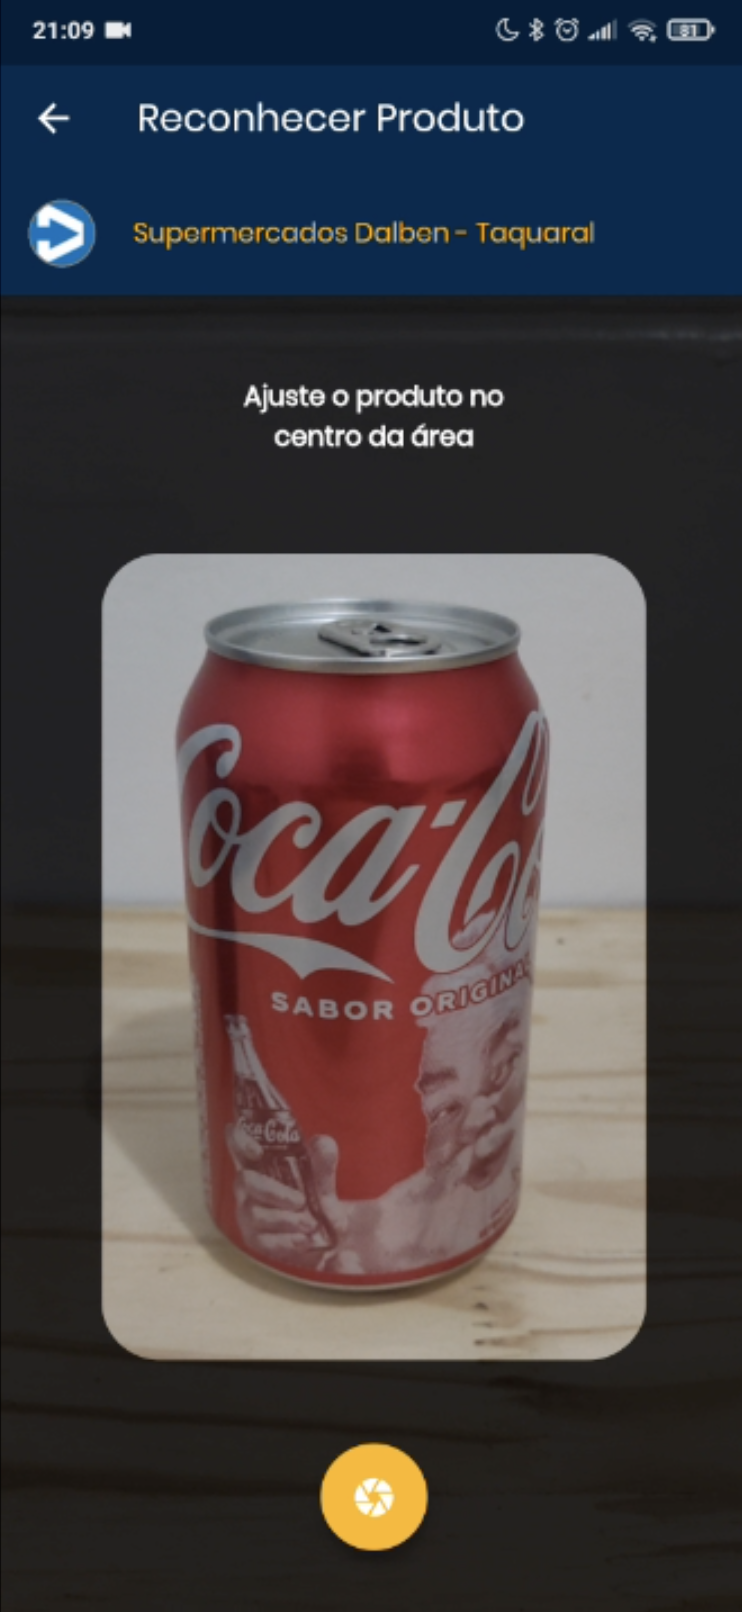 21:09
81
Reconhecer Produto
Supermercados Dalben - Taquaral
Ajuste o produto no
centro da área
Coca-Co
SABOR ORIGINA
Coca-Cola